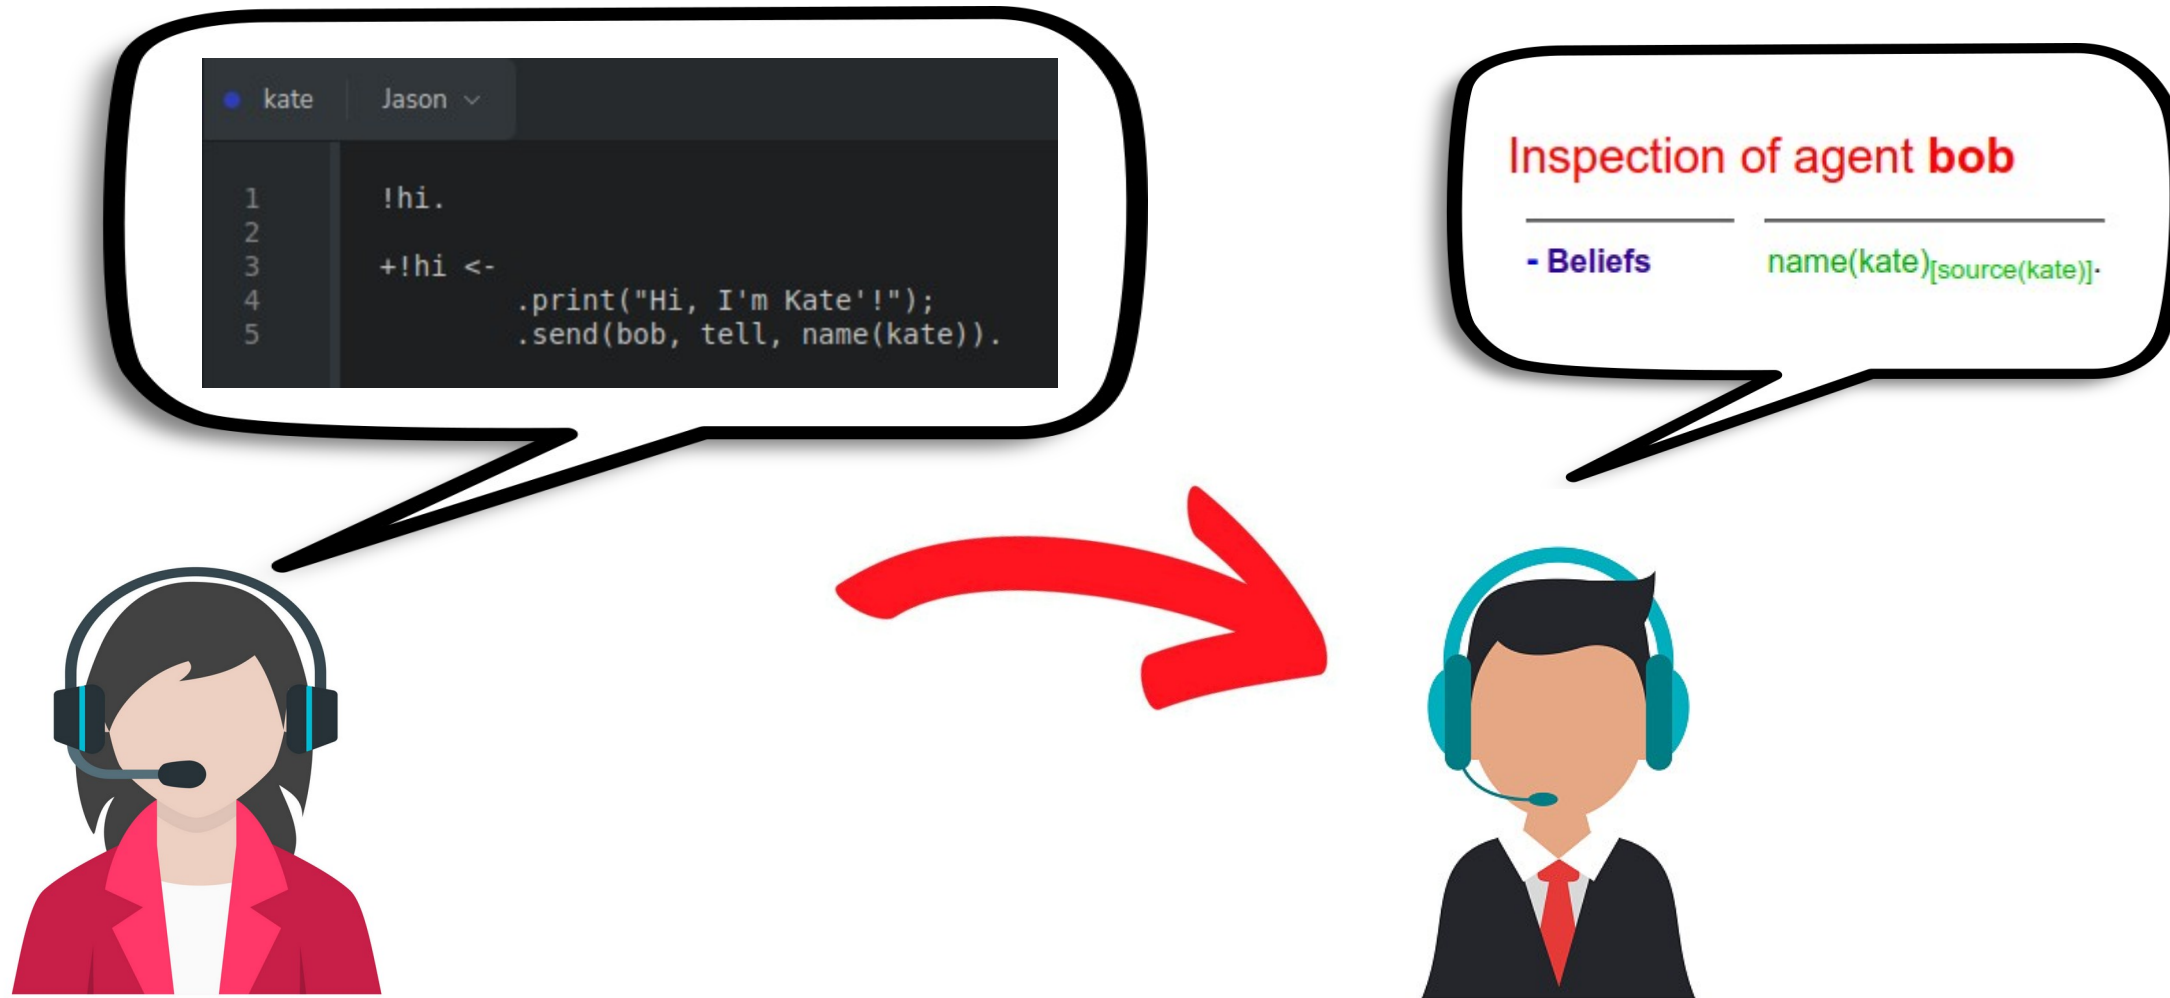 kate Jason
1 !hi.
2
3 +!hi <-
4 .print("Hi, I'm Kate'!");
5 .send(bob, tell, name(kate)).
Inspection of agent bob
- Beliefs name(kate)[source(kate)].